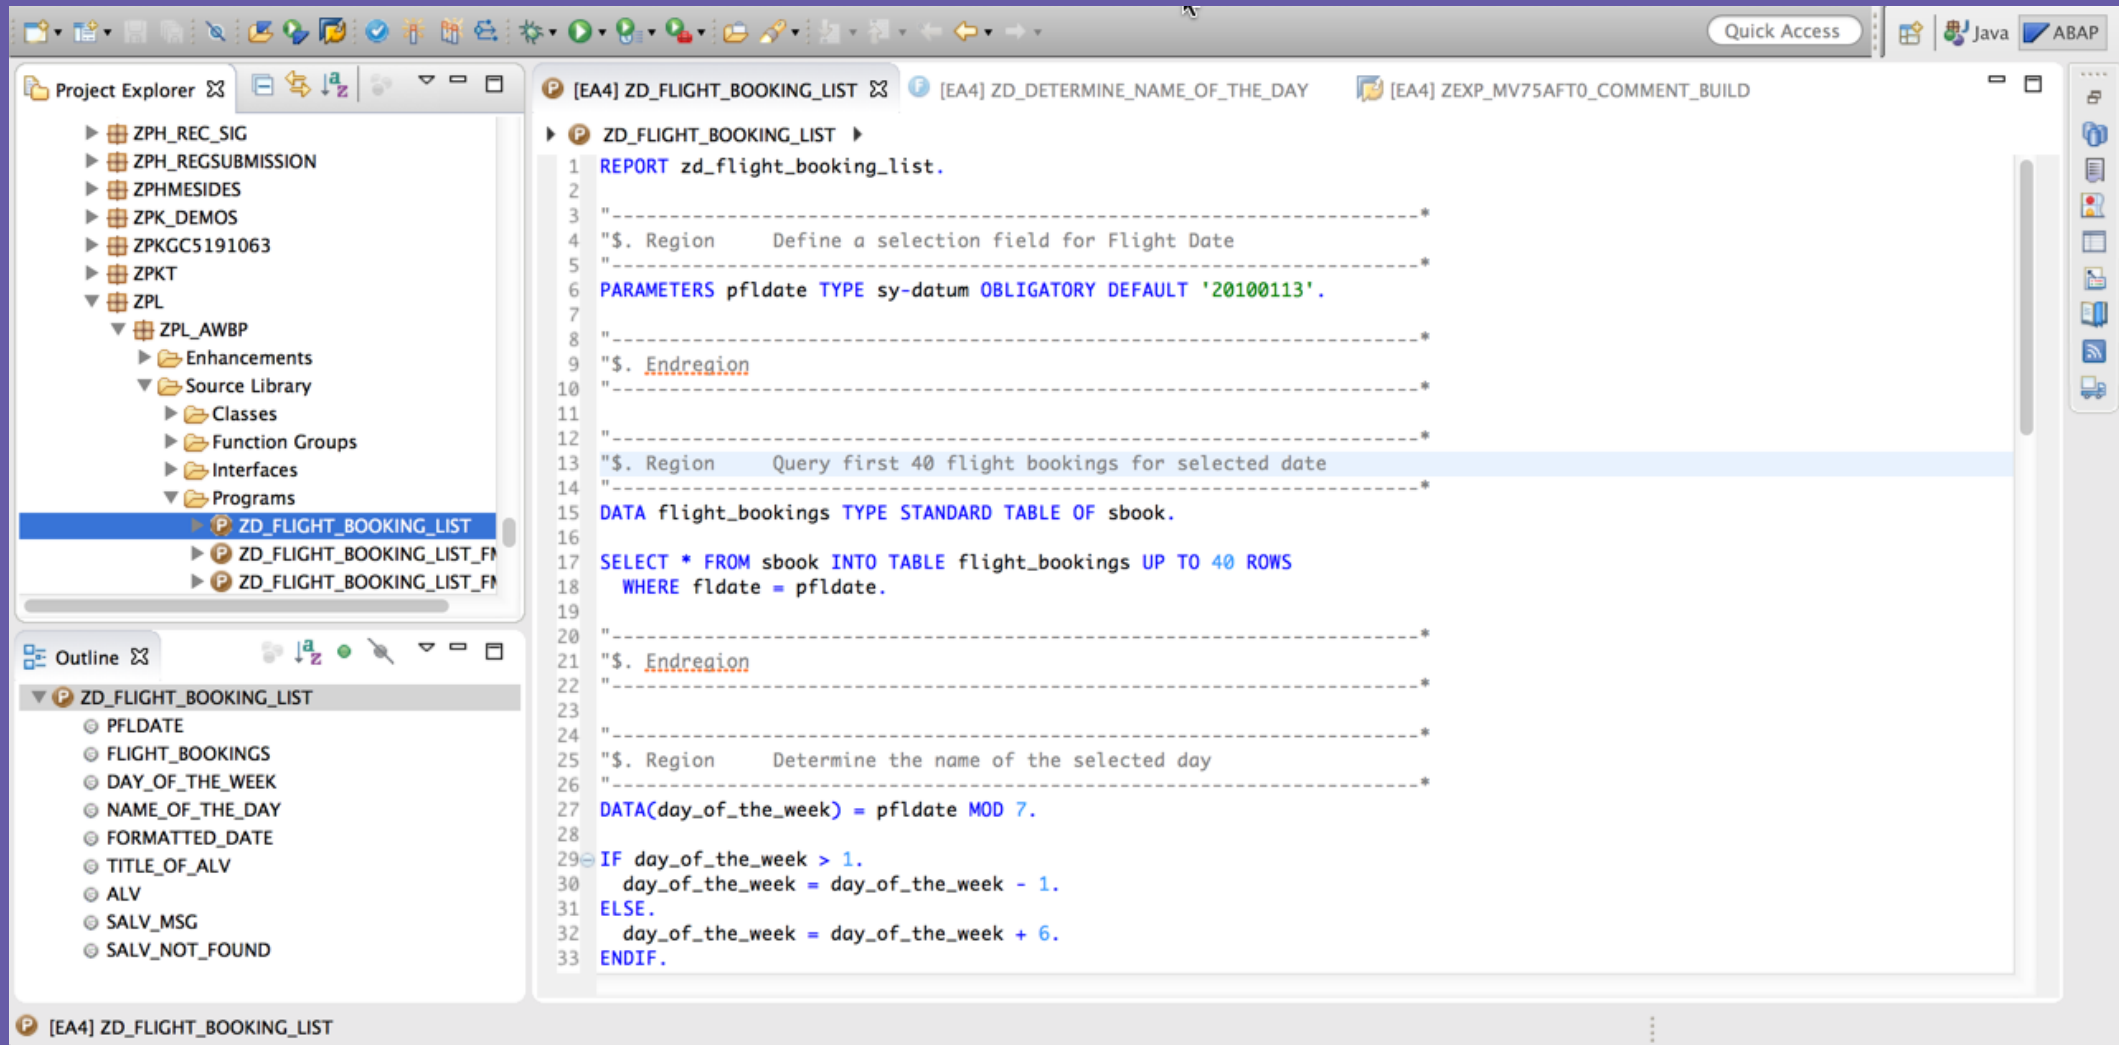 Quick Access
Java
ABAP
Project Explorer
ZPH_REC_SIG
ZPH_REGSUBMISSION
ZPHMESIDES
ZPK_DEMOS
ZPKGC5191063
ZPKT
ZPL
ZPL_AWBP
Enhancements
Source Library
Classes
Function Groups
Interfaces
Programs
ZD_FLIGHT_BOOKING_LIST
ZD_FLIGHT_BOOKING_LIST_FM
ZD_FLIGHT_BOOKING_LIST_FM
Outline
ZD_FLIGHT_BOOKING_LIST
PFLDATE
FLIGHT_BOOKINGS
DAY_OF_THE_WEEK
NAME_OF_THE_DAY
FORMATTED_DATE
TITLE_OF_ALV
ALV
SALV_MSG
SALV_NOT_FOUND
[EA4] ZD_FLIGHT_BOOKING_LIST
[EA4] ZD_DETERMINE_NAME_OF_THE_DAY
[EA4] ZEXP_MV75AFT0_COMMENT_BUILD
ZD_FLIGHT_BOOKING_LIST
1 REPORT zd_flight_booking_list.
2
3 "----------------------------------------------------------------------*
4 "$. Region     Define a selection field for Flight Date
5 "----------------------------------------------------------------------*
6 PARAMETERS pfldate TYPE sy-datum OBLIGATORY DEFAULT '20100113'.
7
8 "----------------------------------------------------------------------*
9 "$. Endregion
10 "----------------------------------------------------------------------*
11
12 "----------------------------------------------------------------------*
13 "$. Region     Query first 40 flight bookings for selected date
14 "----------------------------------------------------------------------*
15 DATA flight_bookings TYPE STANDARD TABLE OF sbook.
16
17 SELECT * FROM sbook INTO TABLE flight_bookings UP TO 40 ROWS
18   WHERE fldate = pfldate.
19
20 "----------------------------------------------------------------------*
21 "$. Endregion
22 "----------------------------------------------------------------------*
23
24 "----------------------------------------------------------------------*
25 "$. Region     Determine the name of the selected day
26 "----------------------------------------------------------------------*
27 DATA(day_of_the_week) = pfldate MOD 7.
28
29 IF day_of_the_week > 1.
30   day_of_the_week = day_of_the_week - 1.
31 ELSE.
32   day_of_the_week = day_of_the_week + 6.
33 ENDIF.
[EA4] ZD_FLIGHT_BOOKING_LIST